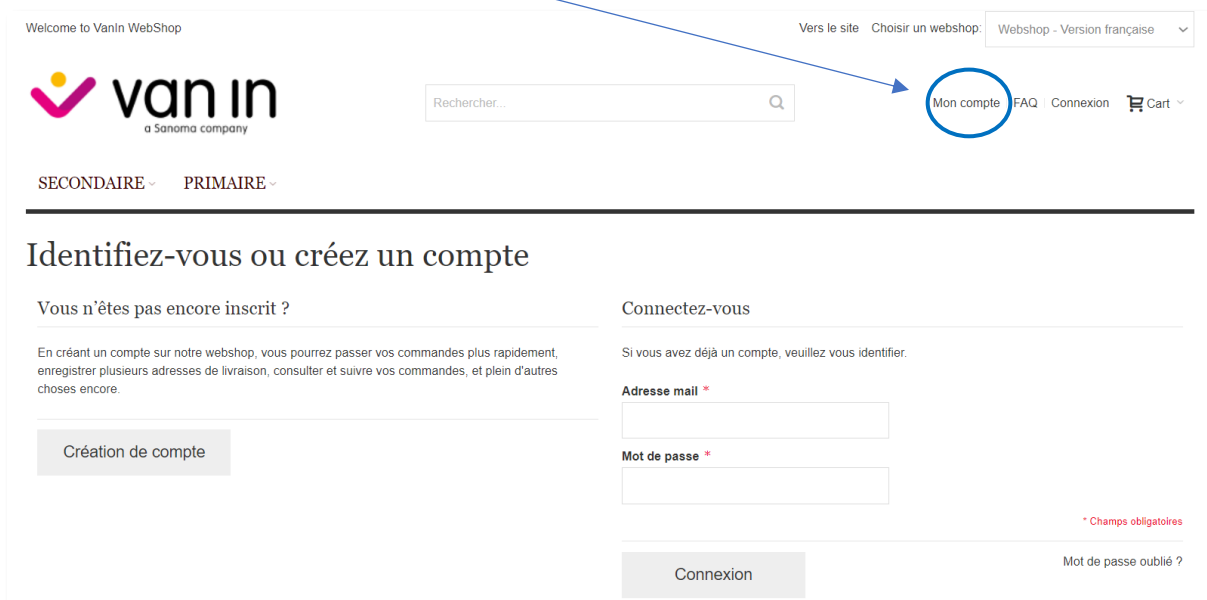 Welcome to VanIn WebShop
Vers le site Choisir un webshop: Webshop - Version française
van in
a Sanoma company
Rechercher...
Mon compte FAQ Connexion Cart
SECONDAIRE PRIMAIRE
Identifiez-vous ou créez un compte
Vous n'êtes pas encore inscrit ?
En créant un compte sur notre webshop, vous pourrez passer vos commandes plus rapidement,
enregistrer plusieurs adresses de livraison, consulter et suivre vos commandes, et plein d'autres
choses encore.
Création de compte
Connectez-vous
Si vous avez déjà un compte, veuillez vous identifier.
Adresse mail *
Mot de passe *
* Champs obligatoires
Mot de passe oublié ?
Connexion